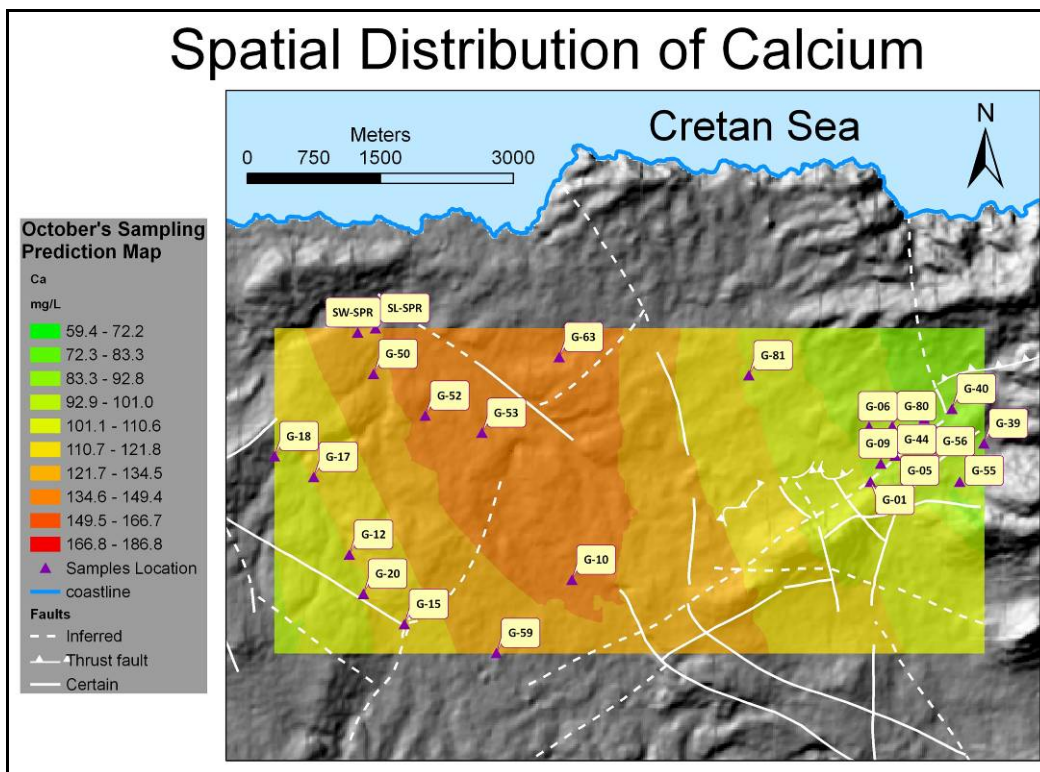 Spatial Distribution of Calcium
Meters
0 750 1500 3000
Cretan Sea
N
October's Sampling
Prediction Map
Ca
mg/L
59.4 - 72.2
72.3 - 83.3
83.3 - 92.8
92.9 - 101.0
101.1 - 110.6
110.7 - 121.8
121.7 - 134.5
134.6 - 149.4
149.5 - 166.7
166.8 - 186.8
Samples Location
coastline
Faults
Inferred
Thrust fault
Certain
SW-SPR
SL-SPR
G-50
G-63
G-81
G-52
G-53
G-40
G-06
G-80
G-39
G-18
G-17
G-09
G-44
G-56
G-05
G-55
G-01
G-12
G-20
G-10
G-15
G-59